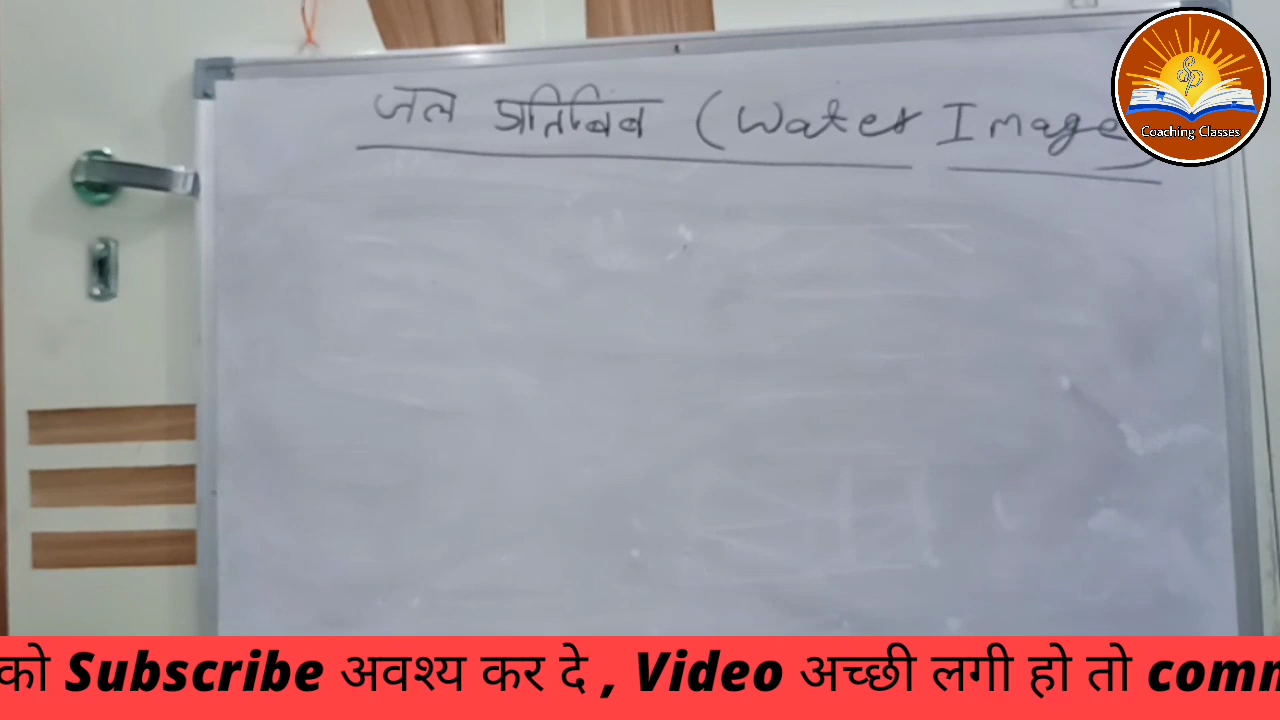 जल प्रतिबिंब (Water Image)
Coaching Classes
को Subscribe अवश्य कर दे , Video अच्छी लगी हो तो comm